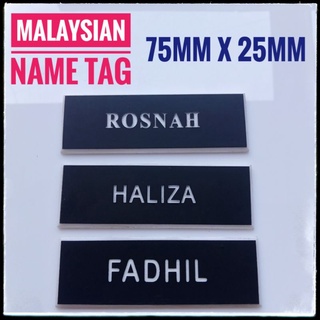 MALAYSIAN
NAME TAG
75MM X 25MM
ROSNAH
HALIZA
FADHIL